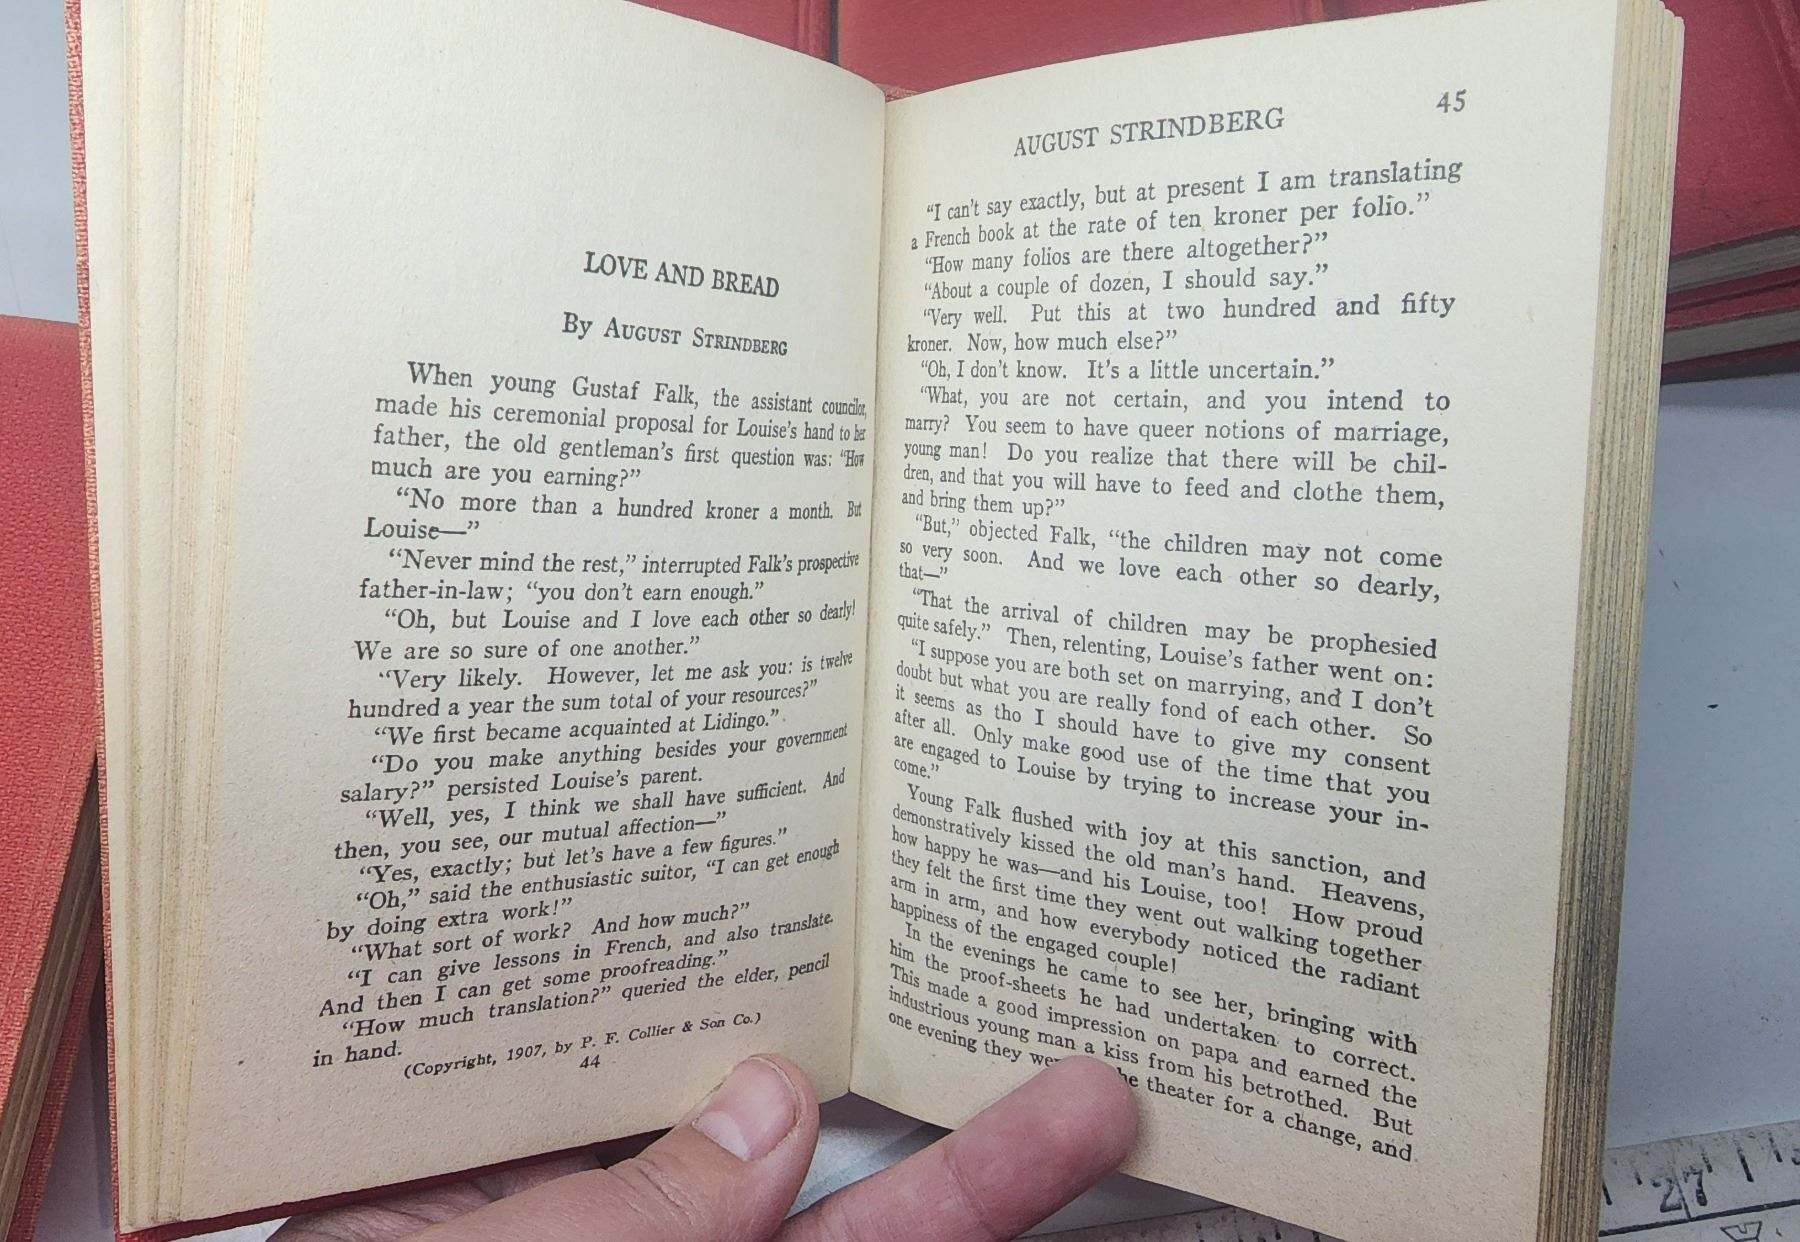 LOVE AND BREAD
By AUGUST STRINDBERG
When young Gustaf Falk, the assistant councilor,
made his ceremonial proposal for Louise's hand to her
father, the old gentleman's first question was: "How
much are you earning?"
"No more than a hundred kroner a month. But
Louise—"
"Never mind the rest," interrupted Falk's prospective
father-in-law; "you don't earn enough."
"Oh, but Louise and I love each other so dearly!
We are so sure of one another."
"Very likely. However, let me ask you: is twelve
hundred a year the sum total of your resources?"
"We first became acquainted at Lidingo."
"Do you make anything besides your government
salary?" persisted Louise's parent.
"Well, yes, I think we shall have sufficient. And
then, you see, our mutual affection—"
"Yes, exactly; but let's have a few figures."
"Oh," said the enthusiastic suitor, "I can get enough
by doing extra work!"
"What sort of work? And how much?"
"I can give lessons in French, and also translate.
And then I can get some proofreading."
"How much translation?" queried the elder, pencil
in hand.
(Copyright, 1907, by P. F. Collier & Son Co.)
44
AUGUST STRINDBERG 45
"I can't say exactly, but at present I am translating
a French book at the rate of ten kroner per folio."
"How many folios are there altogether?"
"About a couple of dozen, I should say."
"Very well. Put this at two hundred and fifty
kroner. Now, how much else?"
"Oh, I don't know. It's a little uncertain."
"What, you are not certain, and you intend to
marry? You seem to have queer notions of marriage,
young man! Do you realize that there will be chil-
dren, and that you will have to feed and clothe them,
and bring them up?"
"But," objected Falk, "the children may not come
so very soon. And we love each other so dearly,
that—"
"That the arrival of children may be prophesied
quite safely." Then, relenting, Louise's father went on:
"I suppose you are both set on marrying, and I don't
doubt but what you are really fond of each other. So
it seems as tho I should have to give my consent
after all. Only make good use of the time that you
are engaged to Louise by trying to increase your in-
come."
Young Falk flushed with joy at this sanction, and
demonstratively kissed the old man's hand. Heavens,
how happy he was—and his Louise, too! How proud
they felt the first time they went out walking together
arm in arm, and how everybody noticed the radiant
happiness of the engaged couple!
In the evenings he came to see her, bringing with
him the proof-sheets he had undertaken to correct.
This made a good impression on papa and earned the
industrious young man a kiss from his betrothed. But
one evening they theater for a change, and
27